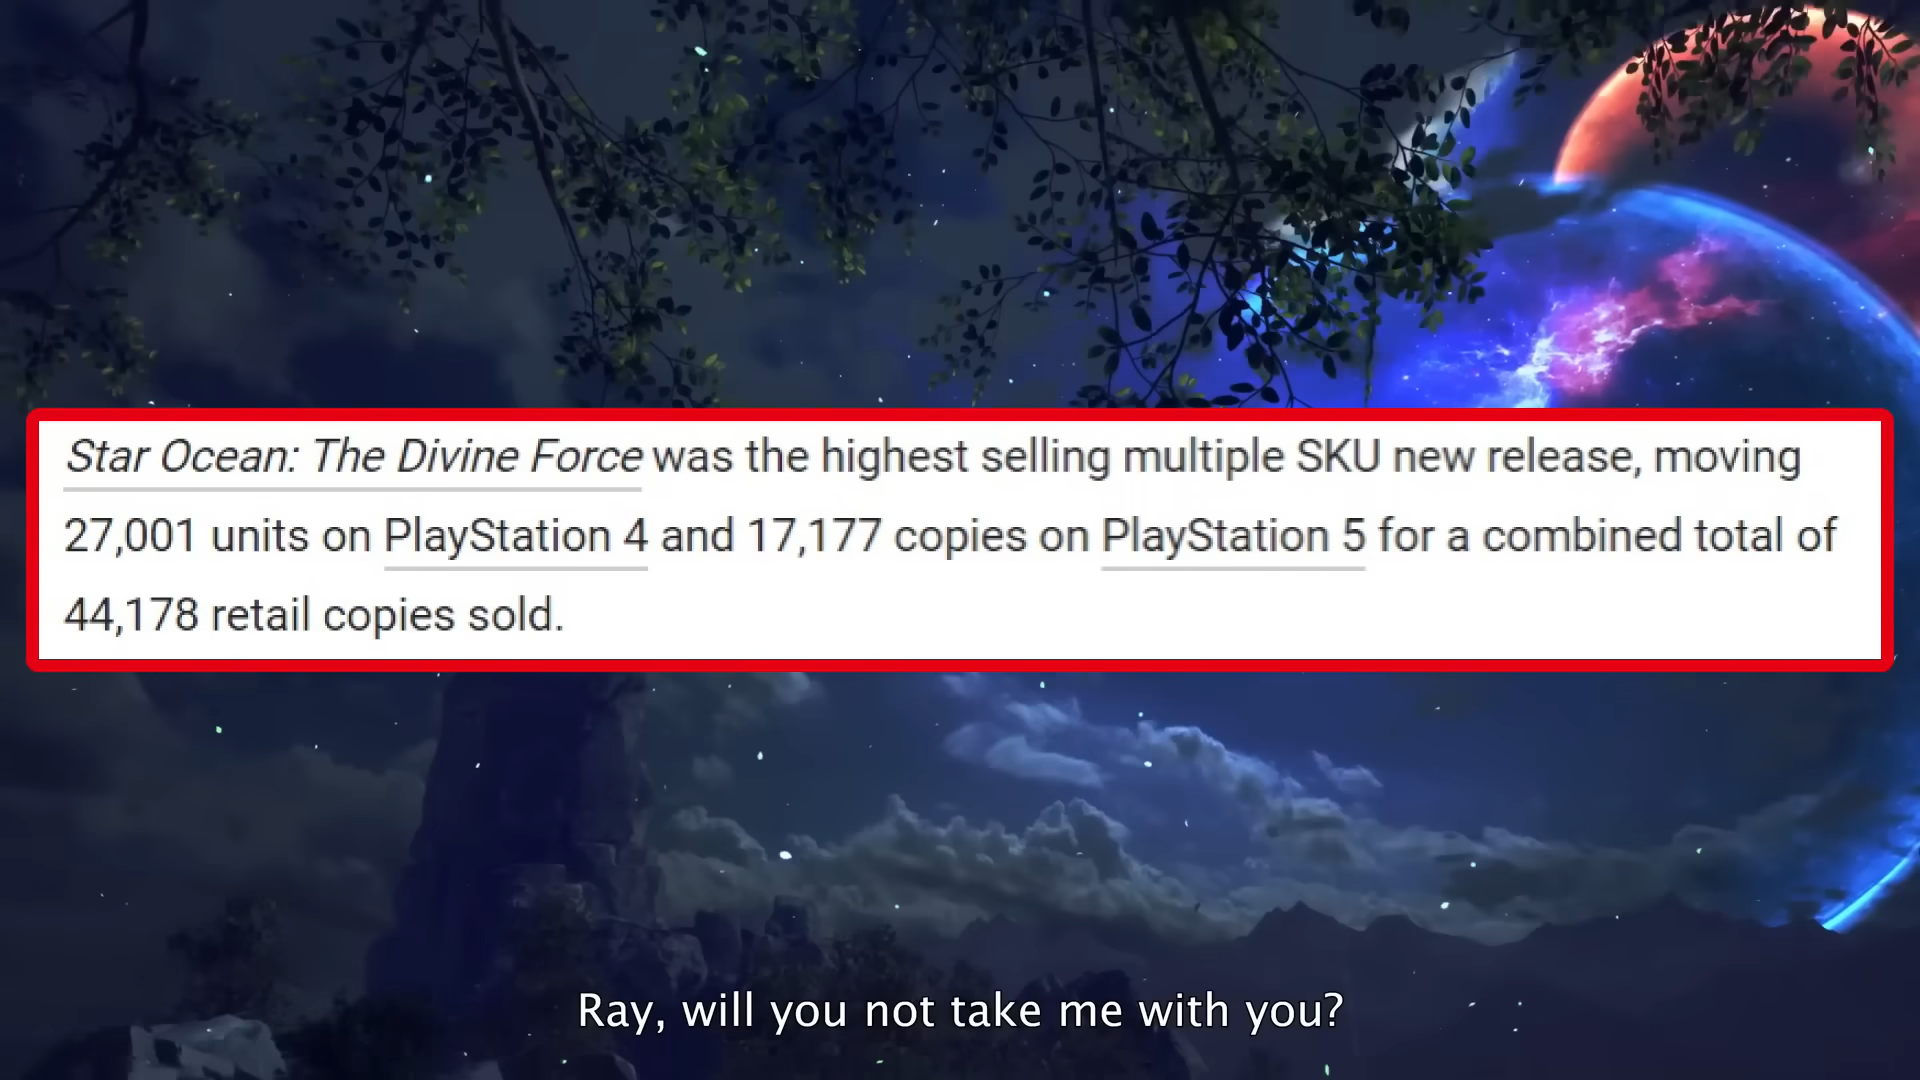 Star Ocean: The Divine Force was the highest selling multiple SKU new release, moving
27,001 units on PlayStation 4 and 17,177 copies on PlayStation 5 for a combined total of
44,178 retail copies sold.
Ray, will you not take me with you?